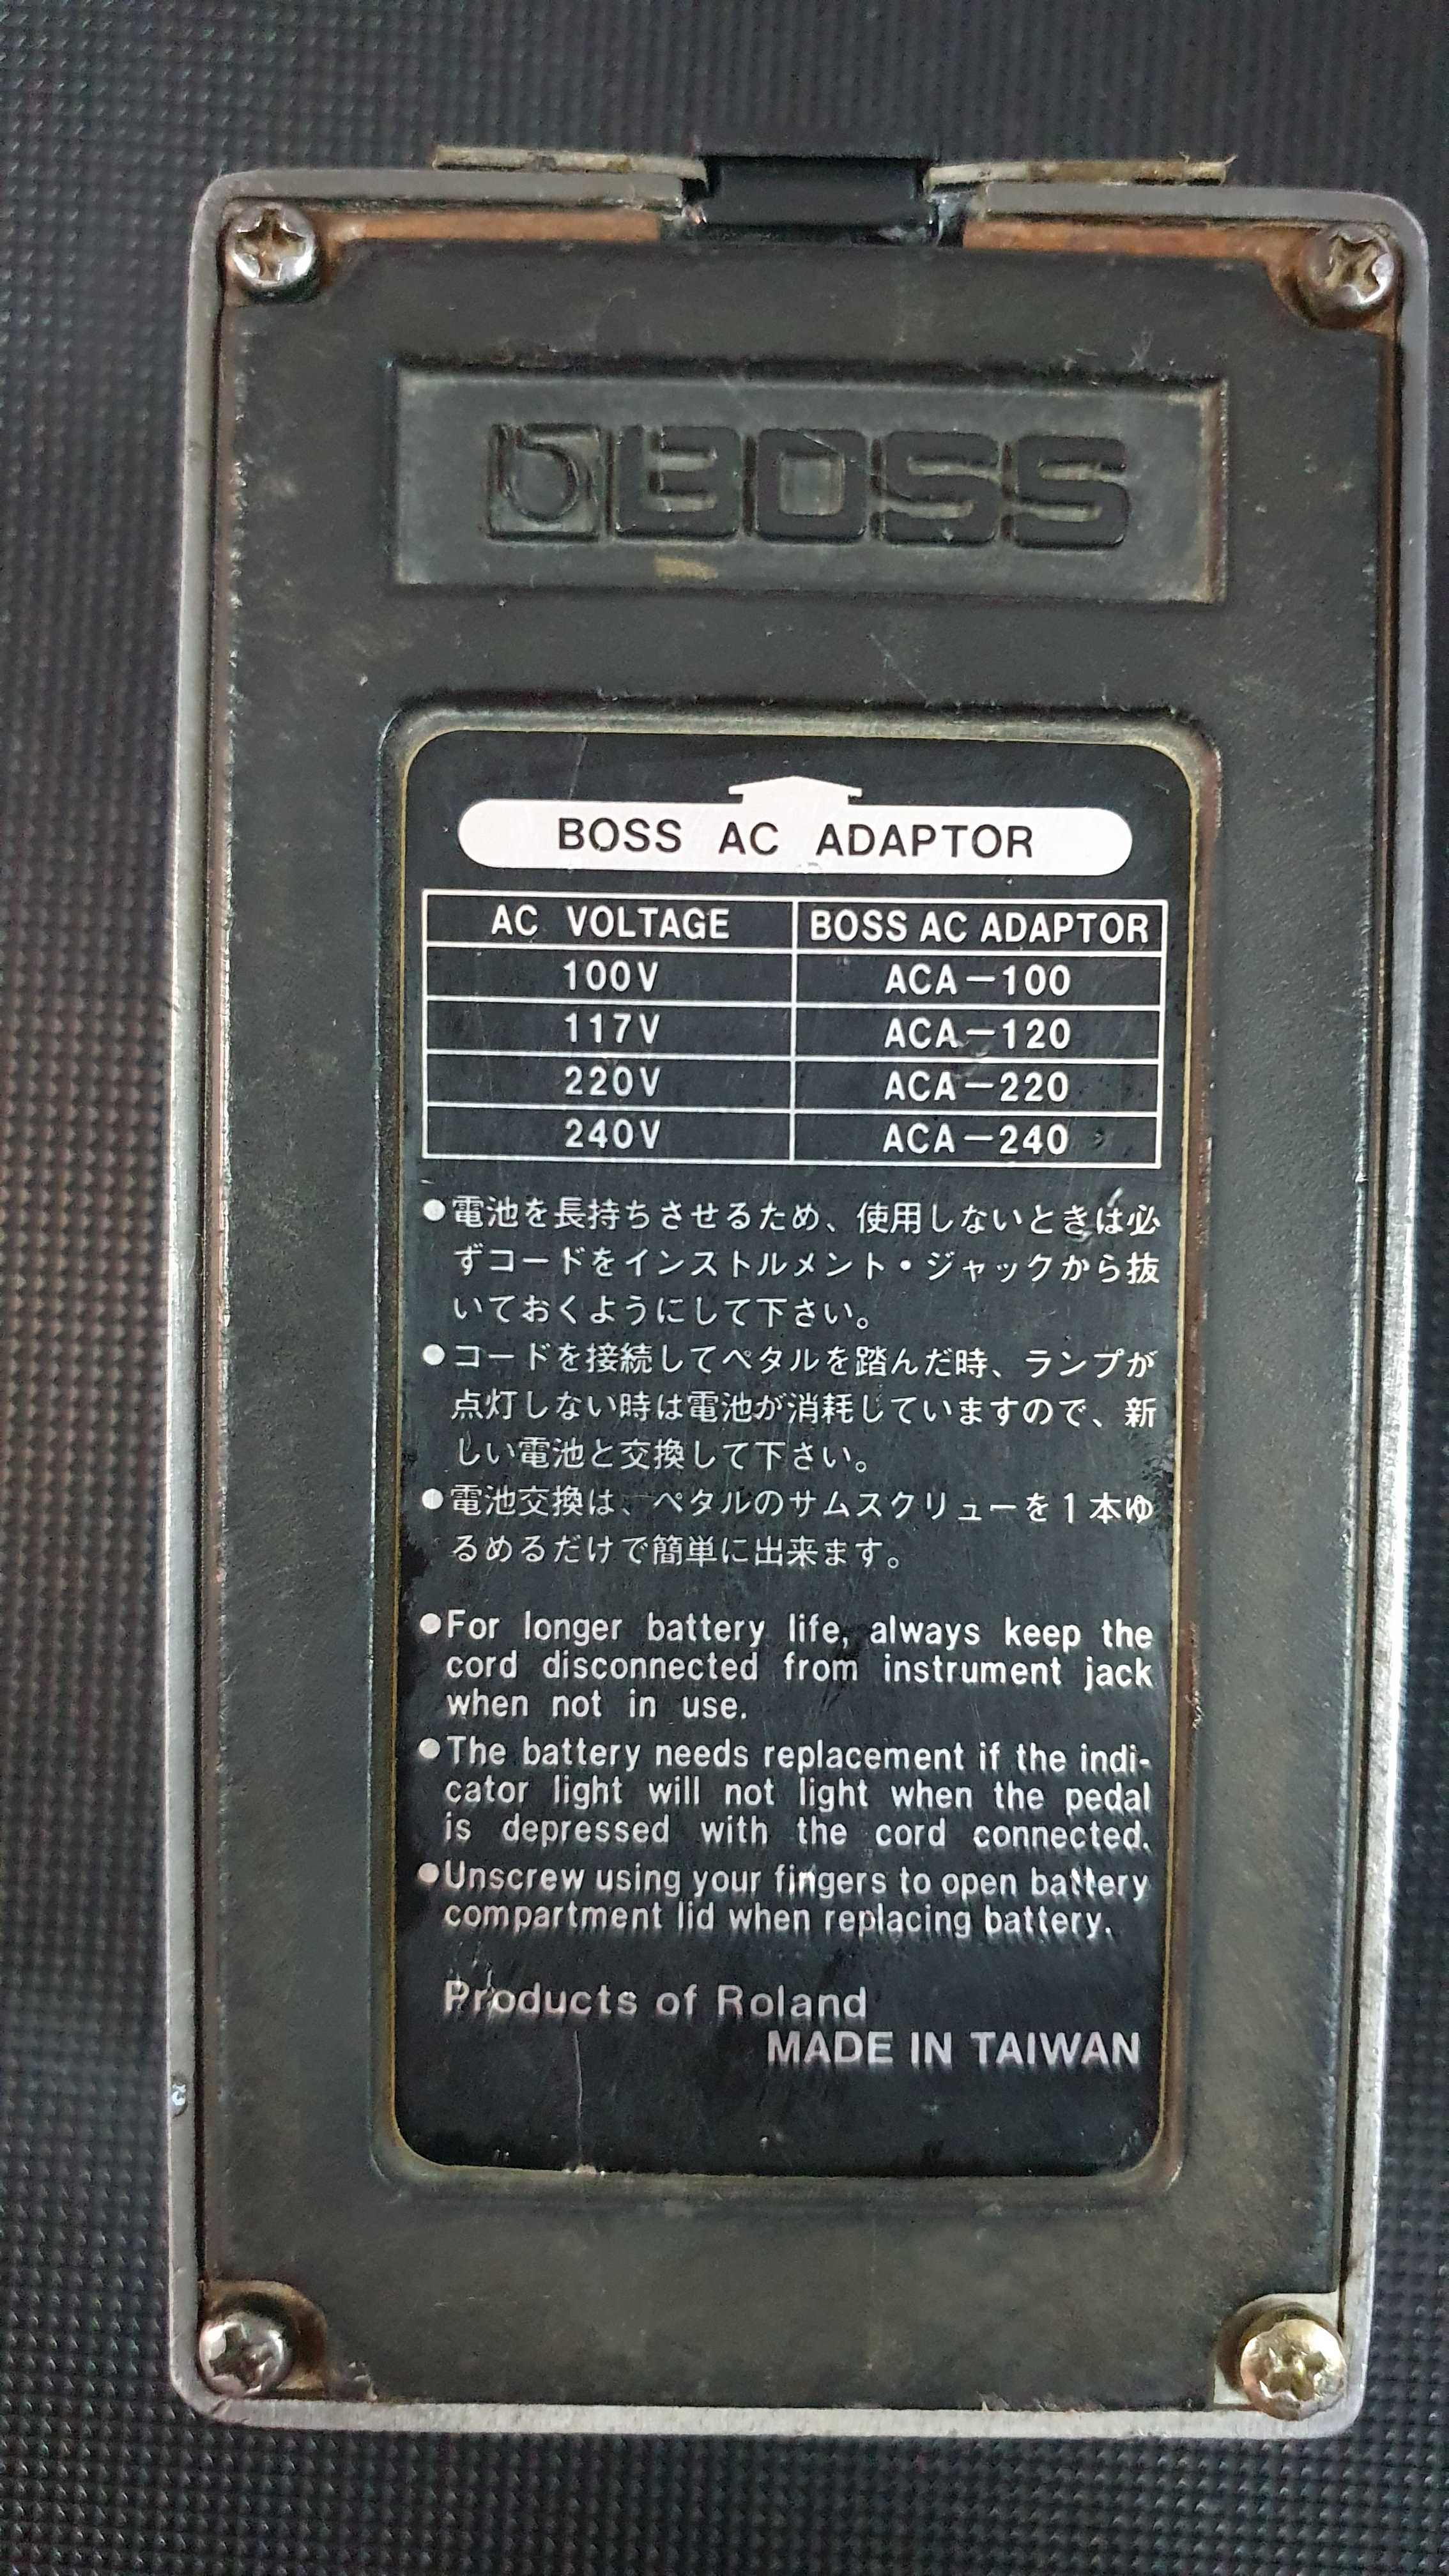 BOSS
BOSS AC ADAPTOR
AC VOLTAGE BOSS AC ADAPTOR
100V ACA-100
117V ACA-120
220V ACA-220
240V ACA-240
●電池を長持ちさせるため、使用しないときは必
ずコードをインストルメント・ジャックから抜
いておくようにして下さい。
●コードを接続してペタルを踏んだ時、ランプが
点灯しない時は電池が消耗していますので、新
しい電池と交換して下さい。
●電池交換は、ペタルのサムスクリューを1本ゆ
るめるだけで簡単に出来ます。
●For longer battery life, always keep the
cord disconnected from instrument jack
when not in use.
●The battery needs replacement if the indi-
cator light will not light when the pedal
is depressed with the cord connected.
●Unscrew using your fingers to open battery
compartment lid when replacing battery.
Products of Roland
MADE IN TAIWAN